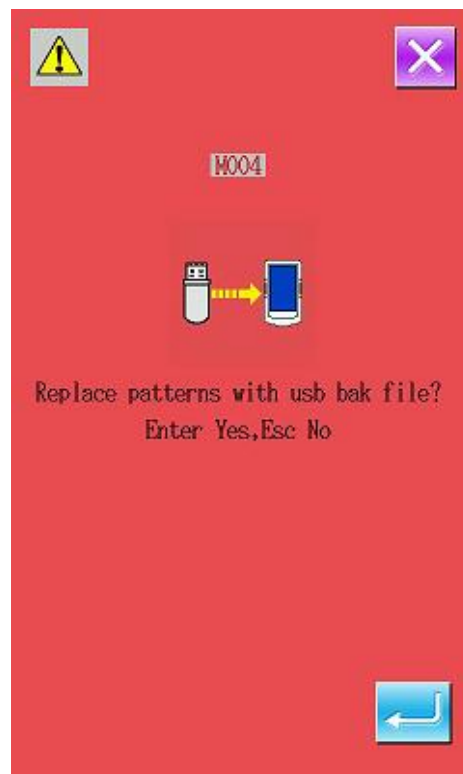 M004
Replace patterns with usb bak file?
Enter Yes,Esc No